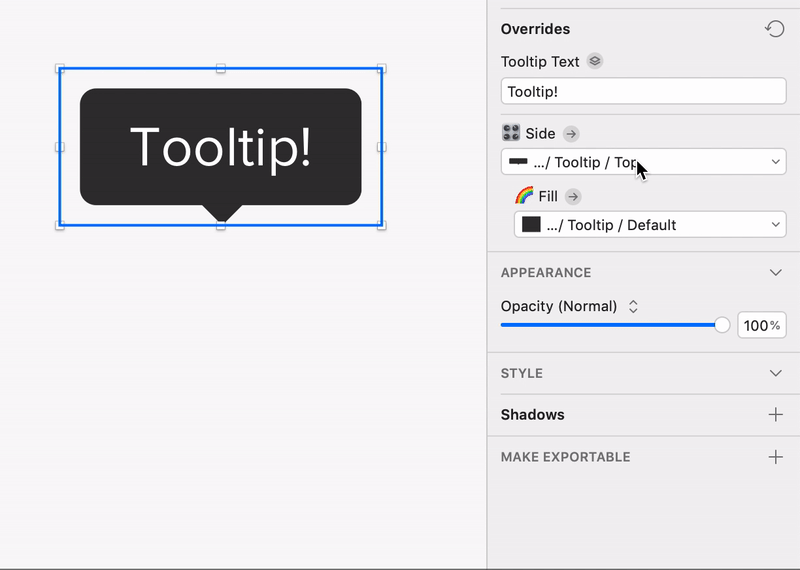 Tooltip!
Overrides
Tooltip Text
Tooltip!
Side
.../ Tooltip / Top
Fill
.../ Tooltip / Default
APPEARANCE
Opacity (Normal)
100%
STYLE
Shadows
MAKE EXPORTABLE